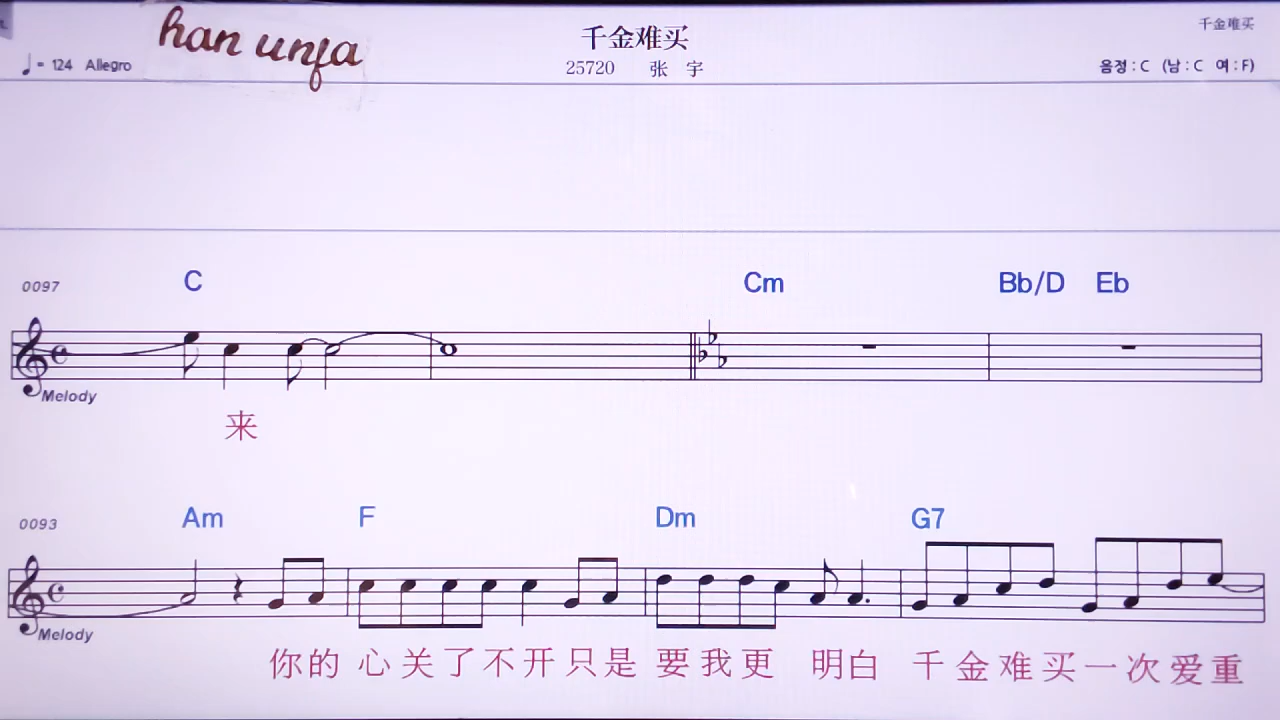 han unfa
千金难买
千金难买
♩= 124 Allegro
25720 张 宇
음정 : C (남 : C 여 : F)
0097
C Cm Bb/D Eb
Melody
来
0093
Am F Dm G7
Melody
你的心关了不开只是要我更 明白 千金难买一次爱重